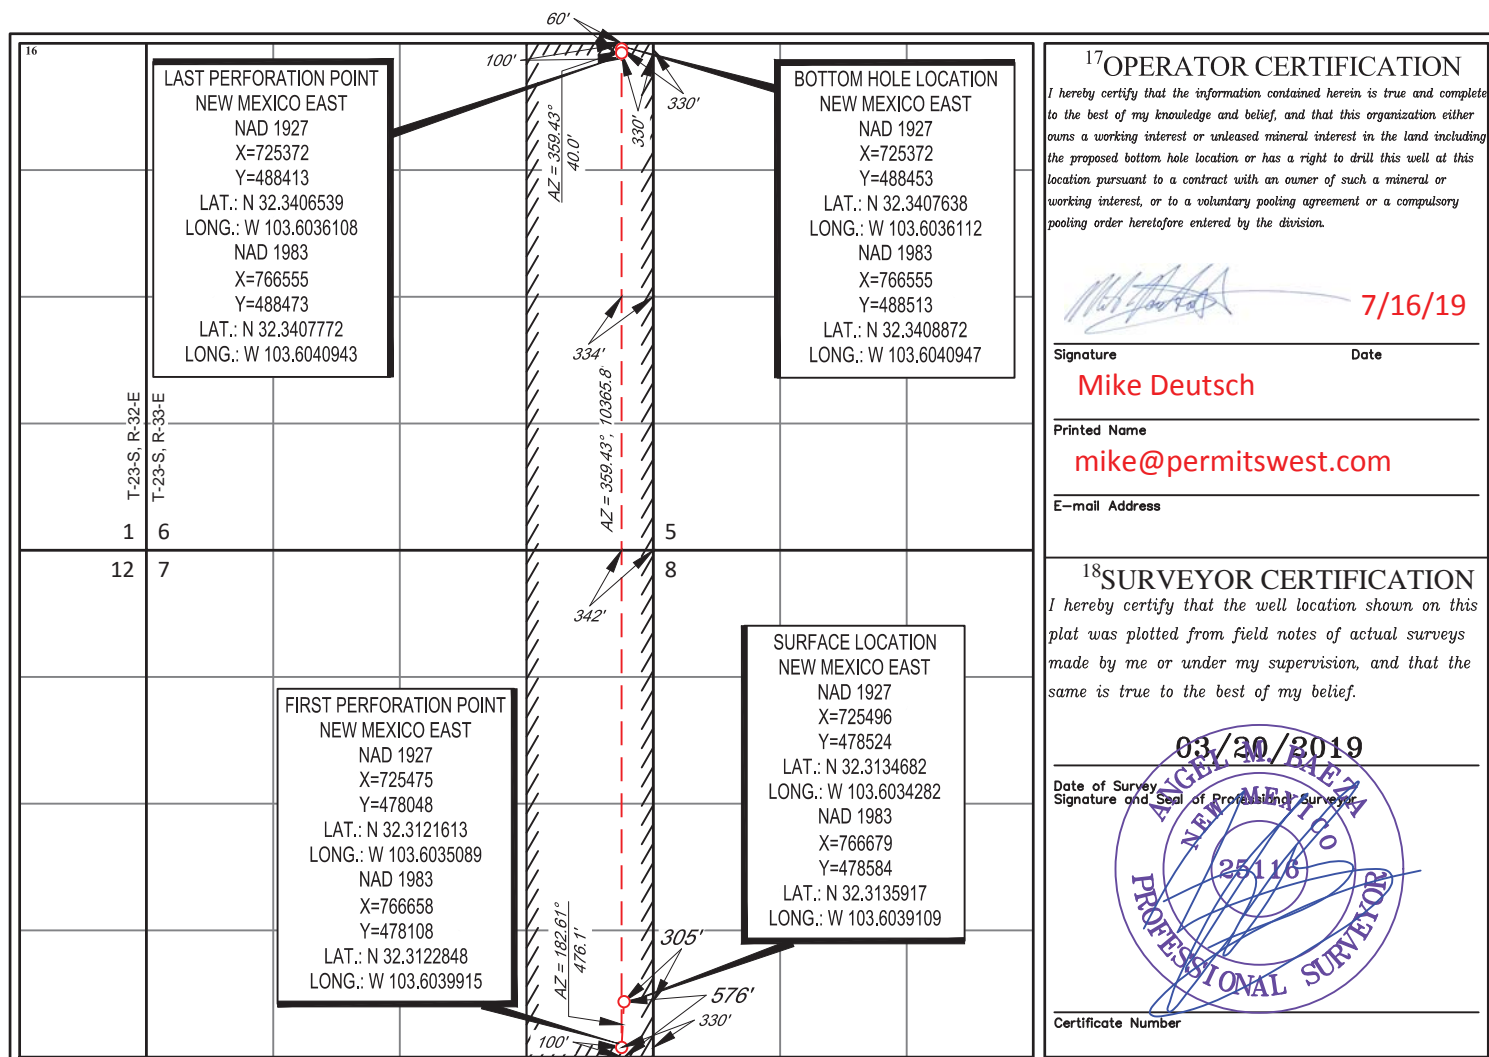 16
60'
100'
330'
330'
AZ = 359.43°
40.0'
LAST PERFORATION POINT
NEW MEXICO EAST
NAD 1927
X=725372
Y=488413
LAT.: N 32.3406539
LONG.: W 103.6036108
NAD 1983
X=766555
Y=488473
LAT.: N 32.3407772
LONG.: W 103.6040943
BOTTOM HOLE LOCATION
NEW MEXICO EAST
NAD 1927
X=725372
Y=488453
LAT.: N 32.3407638
LONG.: W 103.6036112
NAD 1983
X=766555
Y=488513
LAT.: N 32.3408872
LONG.: W 103.6040947
334'
AZ = 359.43°, 10365.8'
T-23-S, R-32-E
T-23-S, R-33-E
1
6
5
12
7
8
342'
FIRST PERFORATION POINT
NEW MEXICO EAST
NAD 1927
X=725475
Y=478048
LAT.: N 32.3121613
LONG.: W 103.6035089
NAD 1983
X=766658
Y=478108
LAT.: N 32.3122848
LONG.: W 103.6039915
SURFACE LOCATION
NEW MEXICO EAST
NAD 1927
X=725496
Y=478524
LAT.: N 32.3134682
LONG.: W 103.6034282
NAD 1983
X=766679
Y=478584
LAT.: N 32.3135917
LONG.: W 103.6039109
AZ = 182.61°
476.1'
305'
576'
330'
100'
17 OPERATOR CERTIFICATION
I hereby certify that the information contained herein is true and complete
to the best of my knowledge and belief, and that this organization either
owns a working interest or unleased mineral interest in the land including
the proposed bottom hole location or has a right to drill this well at this
location pursuant to a contract with an owner of such a mineral or
working interest, or to a voluntary pooling agreement or a compulsory
pooling order heretofore entered by the division.
7/16/19
Signature Date
Mike Deutsch
Printed Name
mike@permitswest.com
E-mail Address
18 SURVEYOR CERTIFICATION
I hereby certify that the well location shown on this
plat was plotted from field notes of actual surveys
made by me or under my supervision, and that the
same is true to the best of my belief.
03/20/2019
Date of Survey
Signature and Seal of Professional Surveyor
ANGEL M. BAEZA
NEW MEXICO
25116
PROFESSIONAL SURVEYOR
Certificate Number